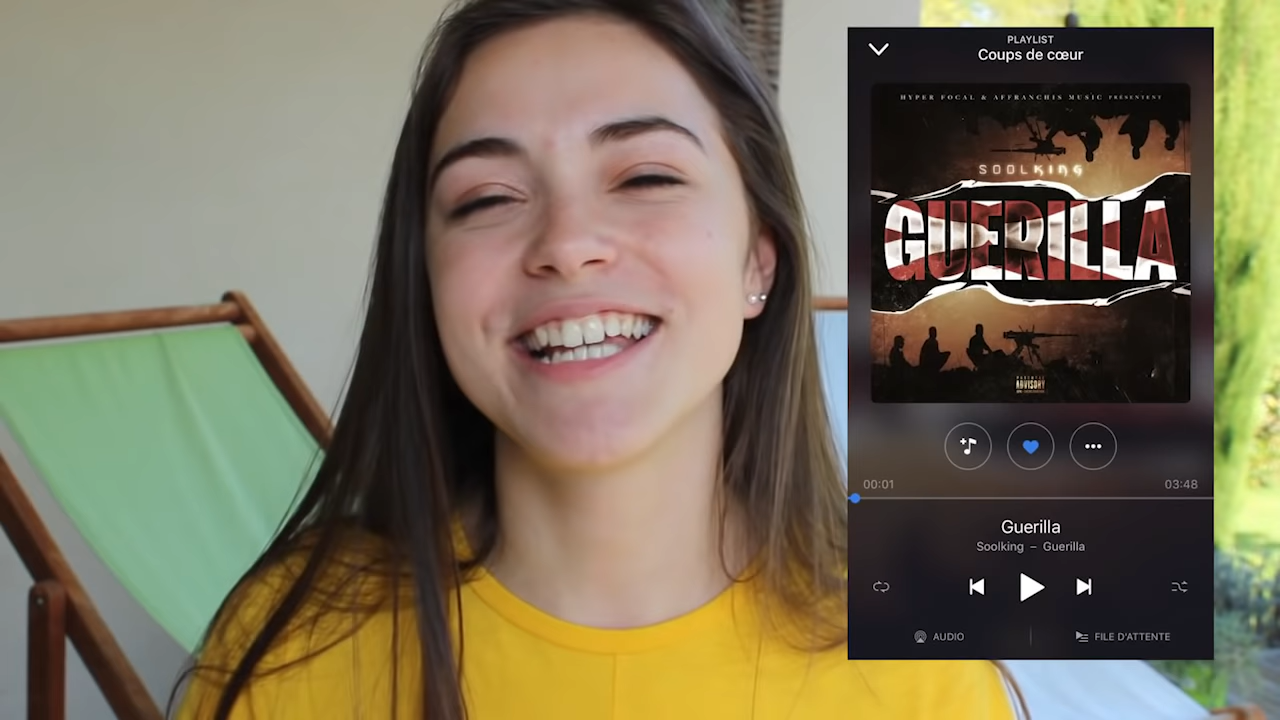 PLAYLIST
Coups de cœur
HYPER FOCAL & AFFRANCHIS MUSIC PRÉSENTENT
SOOLKING
GUERILLA
ADVISORY
00:01 03:48
Guerilla
Soolking – Guerilla
AUDIO FILE D'ATTENTE